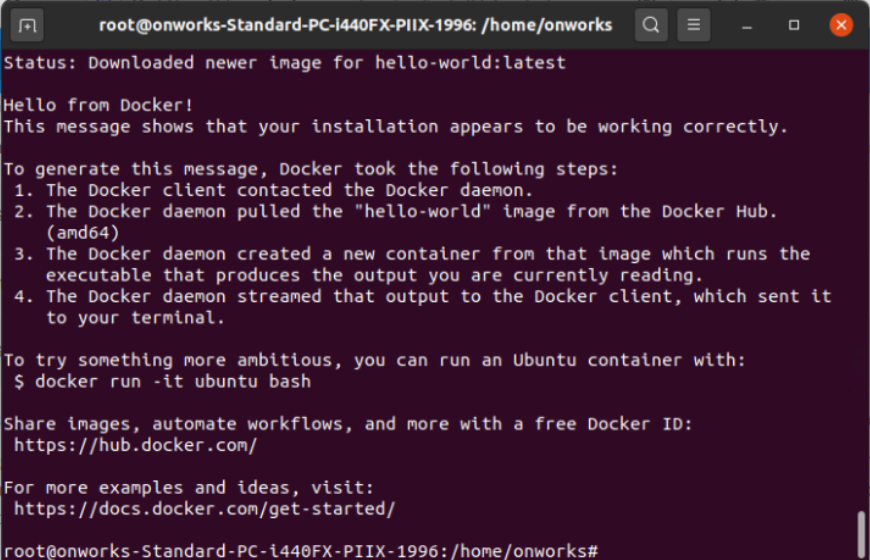 root@onworks-Standard-PC-i440FX-PIIX-1996: /home/onworks
Status: Downloaded newer image for hello-world:latest
Hello from Docker!
This message shows that your installation appears to be working correctly.
To generate this message, Docker took the following steps:
1. The Docker client contacted the Docker daemon.
2. The Docker daemon pulled the "hello-world" image from the Docker Hub.
(amd64)
3. The Docker daemon created a new container from that image which runs the
executable that produces the output you are currently reading.
4. The Docker daemon streamed that output to the Docker client, which sent it
to your terminal.
To try something more ambitious, you can run an Ubuntu container with:
$ docker run -it ubuntu bash
Share images, automate workflows, and more with a free Docker ID:
https://hub.docker.com/
For more examples and ideas, visit:
https://docs.docker.com/get-started/
root@onworks-Standard-PC-i440FX-PIIX-1996:/home/onworks#